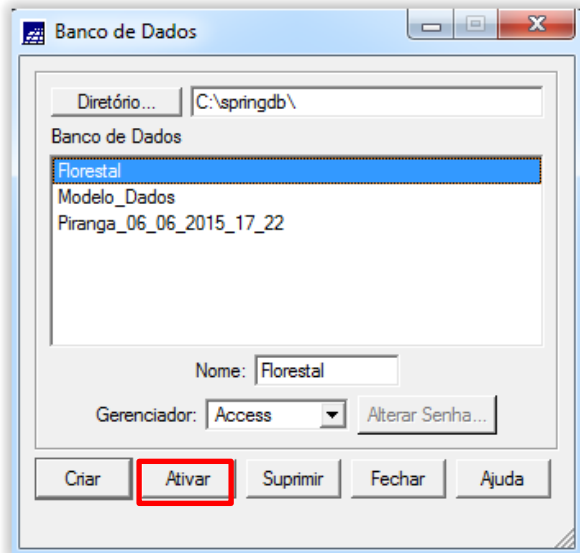 Banco de Dados
Diretório... C:\springdb\
Banco de Dados
Florestal
Modelo_Dados
Piranga_06_06_2015_17_22
Nome: Florestal
Gerenciador: Access Alterar Senha...
Criar Ativar Suprimir Fechar Ajuda